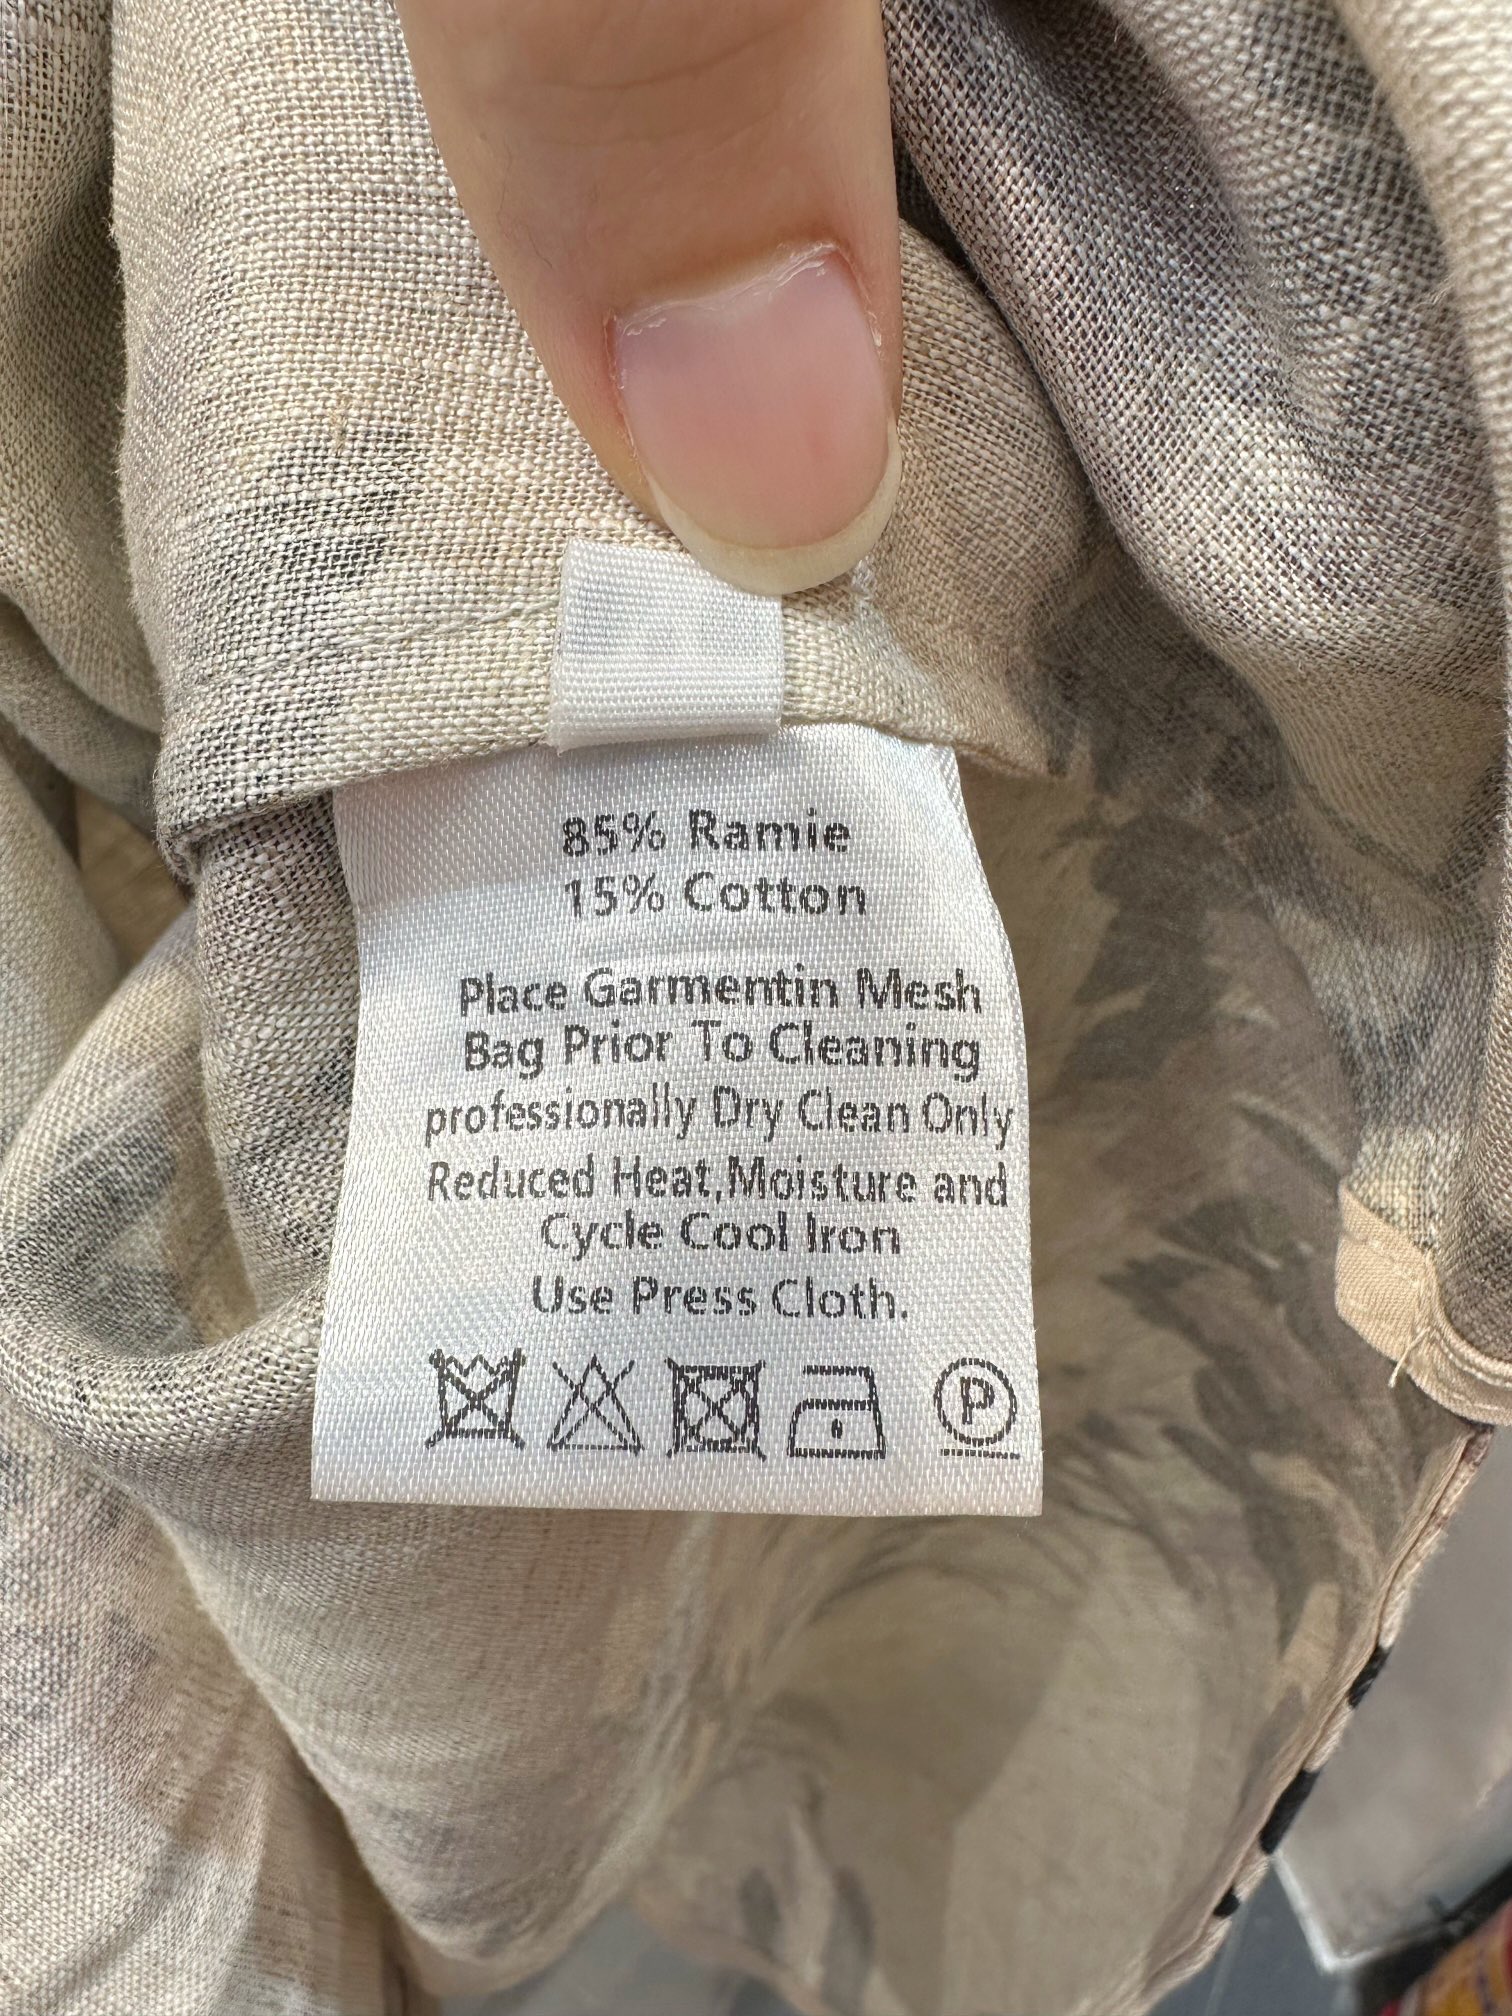 85% Ramie
15% Cotton
Place Garmentin Mesh
Bag Prior To Cleaning
professionally Dry Clean Only
Reduced Heat,Moisture and
Cycle Cool Iron
Use Press Cloth.
P